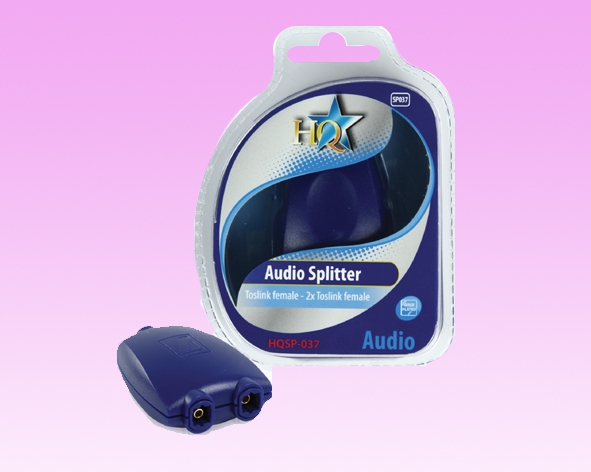 SP037
HQ
Audio Splitter
Toslink female - 2x Toslink female
Audio
HQSP-037